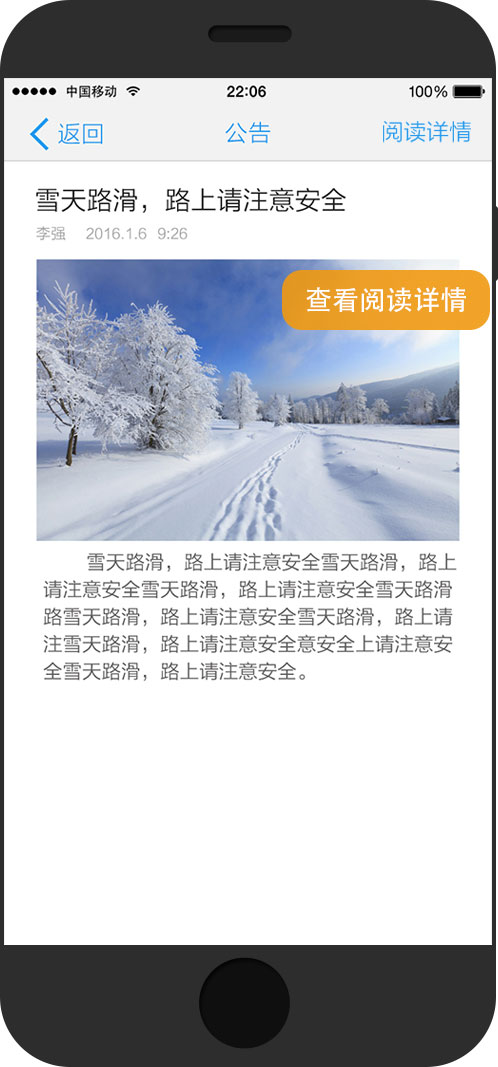 中国移动 22:06 100%
返回 公告 阅读详情
雪天路滑，路上请注意安全
李强 2016.1.6 9:26
查看阅读详情
雪天路滑，路上请注意安全雪天路滑，路上
请注意安全雪天路滑，路上请注意安全雪天路滑
路雪天路滑，路上请注意安全雪天路滑，路上请
注雪天路滑，路上请注意安全意安全上请注意安
全雪天路滑，路上请注意安全。